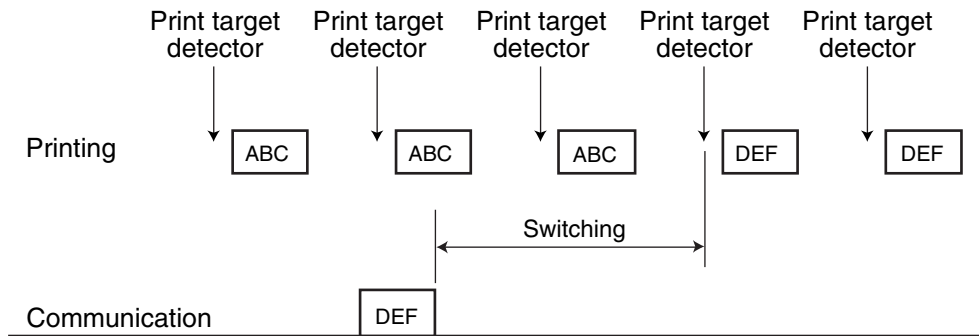 Print target detector
Print target detector
Print target detector
Print target detector
Print target detector
Printing
ABC
ABC
ABC
DEF
DEF
Switching
Communication
DEF